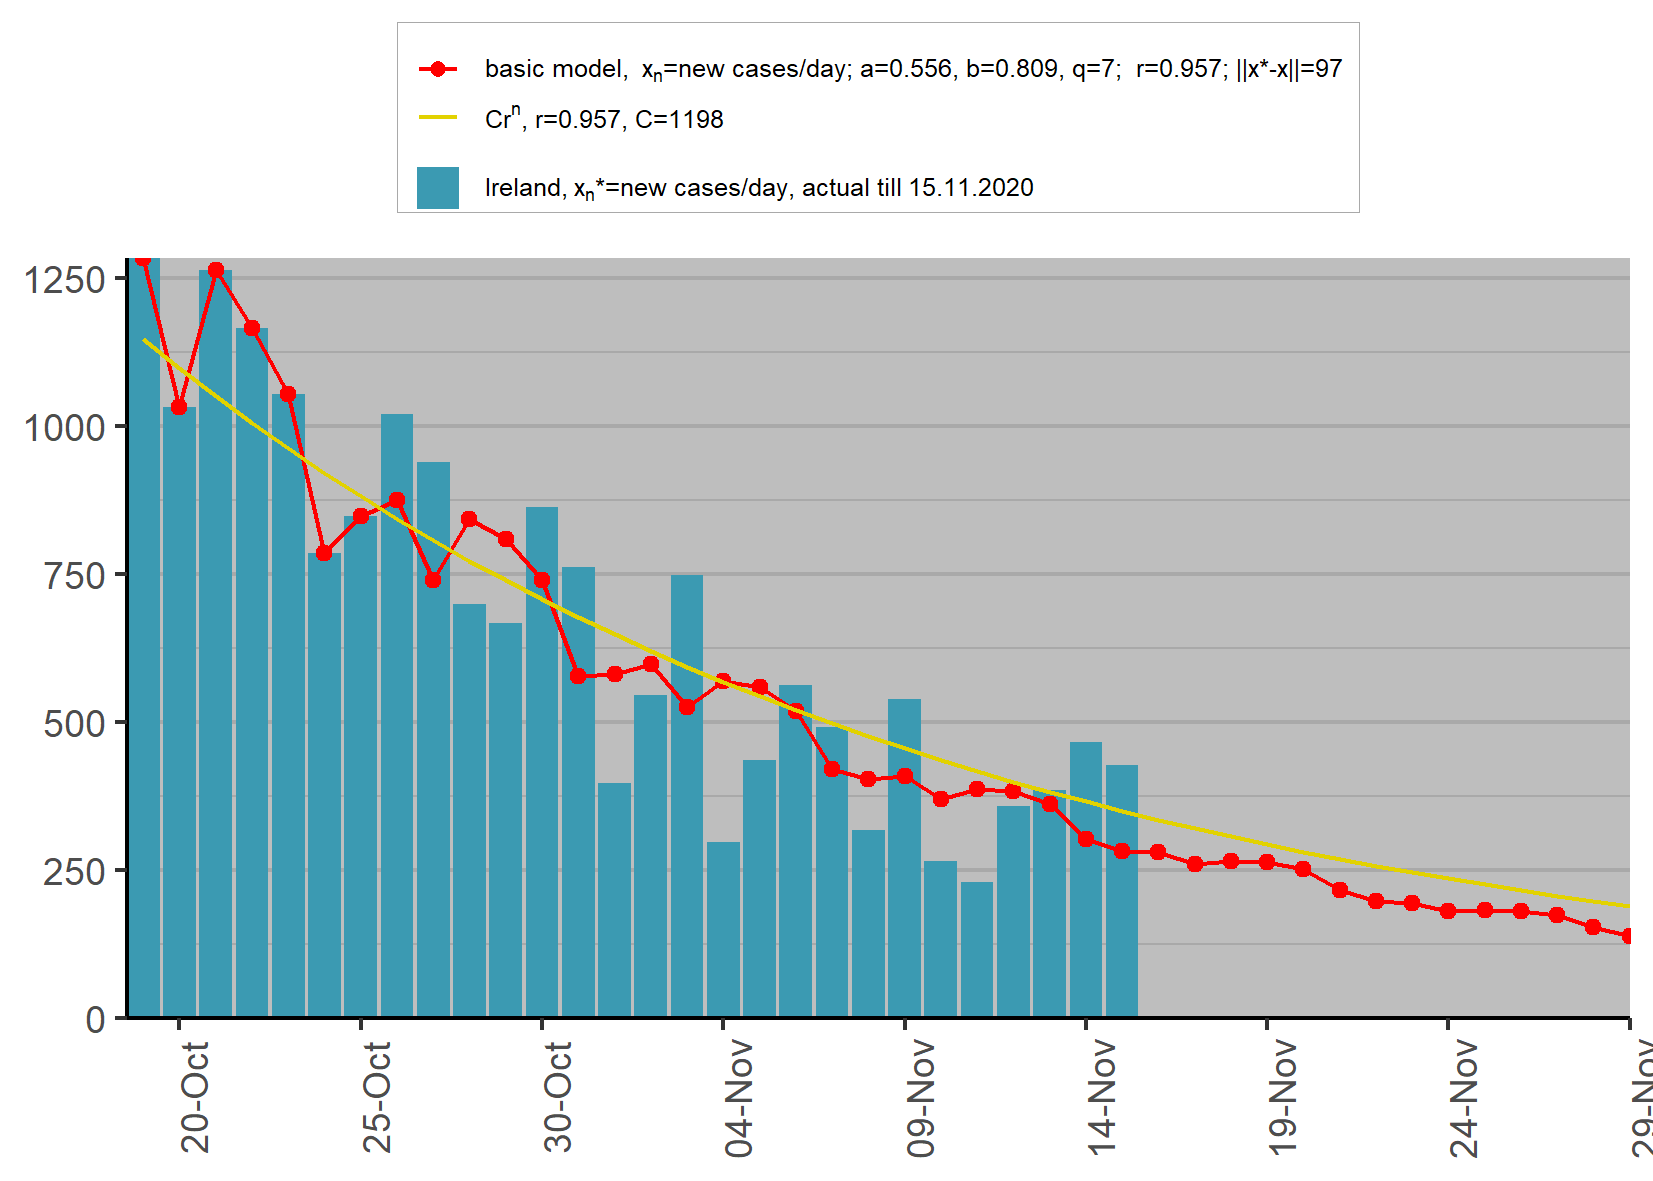 basic model,  xn=new cases/day; a=0.556, b=0.809, q=7;  r=0.957; ||x*-x||=97
Crn, r=0.957, C=1198
Ireland, xn*=new cases/day, actual till 15.11.2020
1250
1000
750
500
250
0
20-Oct
25-Oct
30-Oct
04-Nov
09-Nov
14-Nov
19-Nov
24-Nov
29-Nov